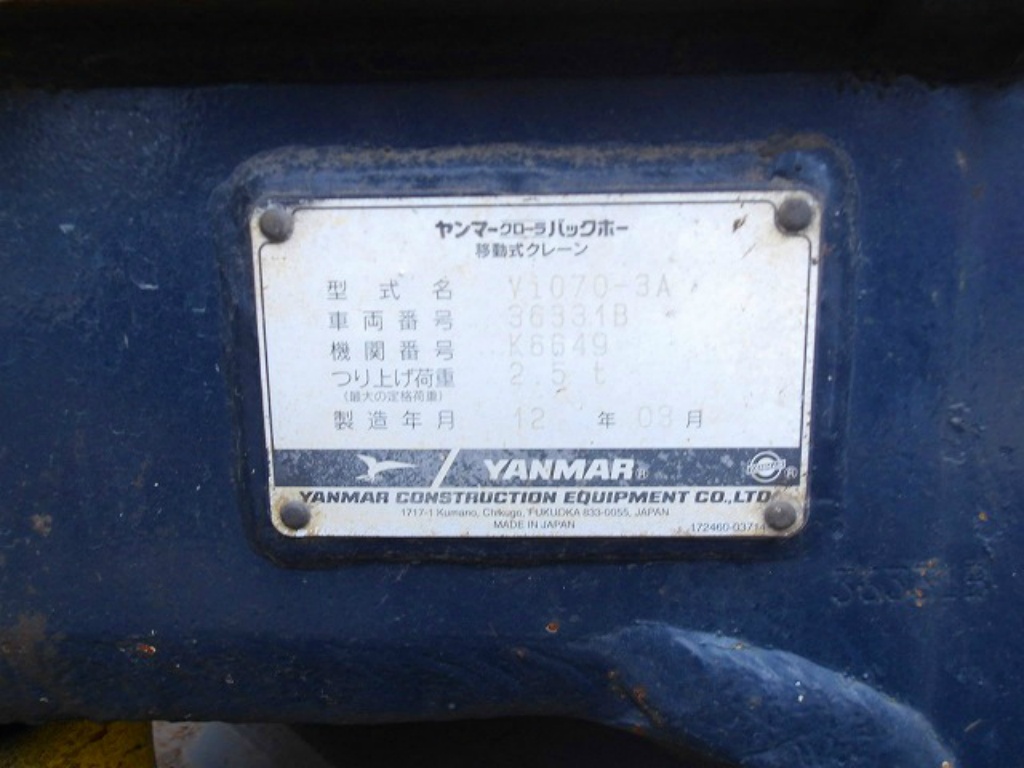 ヤンマークローラバックホー
移動式クレーン
型式名 ViO70-3A
車両番号 36331B
機関番号 K6649
つり上げ荷重 2.5 t
(最大の定格荷重)
製造年月 12 年 03 月
YANMAR®
YANMAR CONSTRUCTION EQUIPMENT CO.,LTD.
1717-1 Kumano, Chikugo, FUKUOKA 833-0055, JAPAN
MADE IN JAPAN
172460-03714